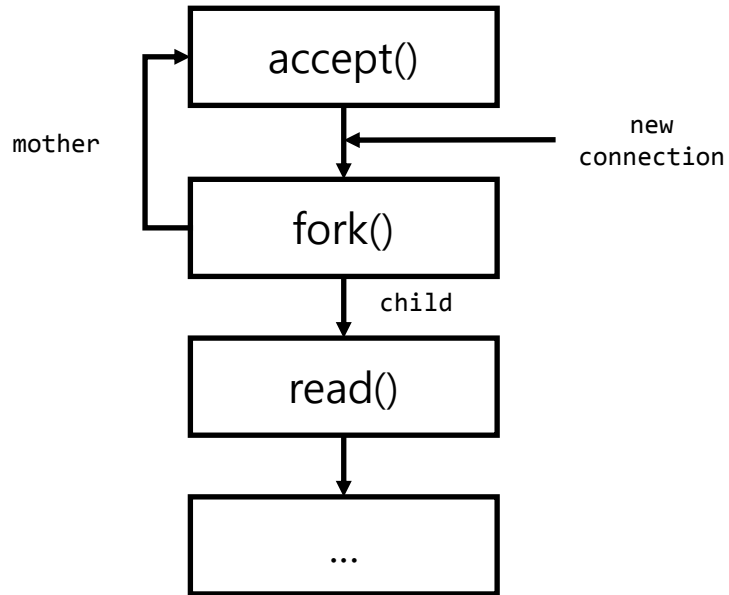 accept()
mother
new
connection
fork()
child
read()
...